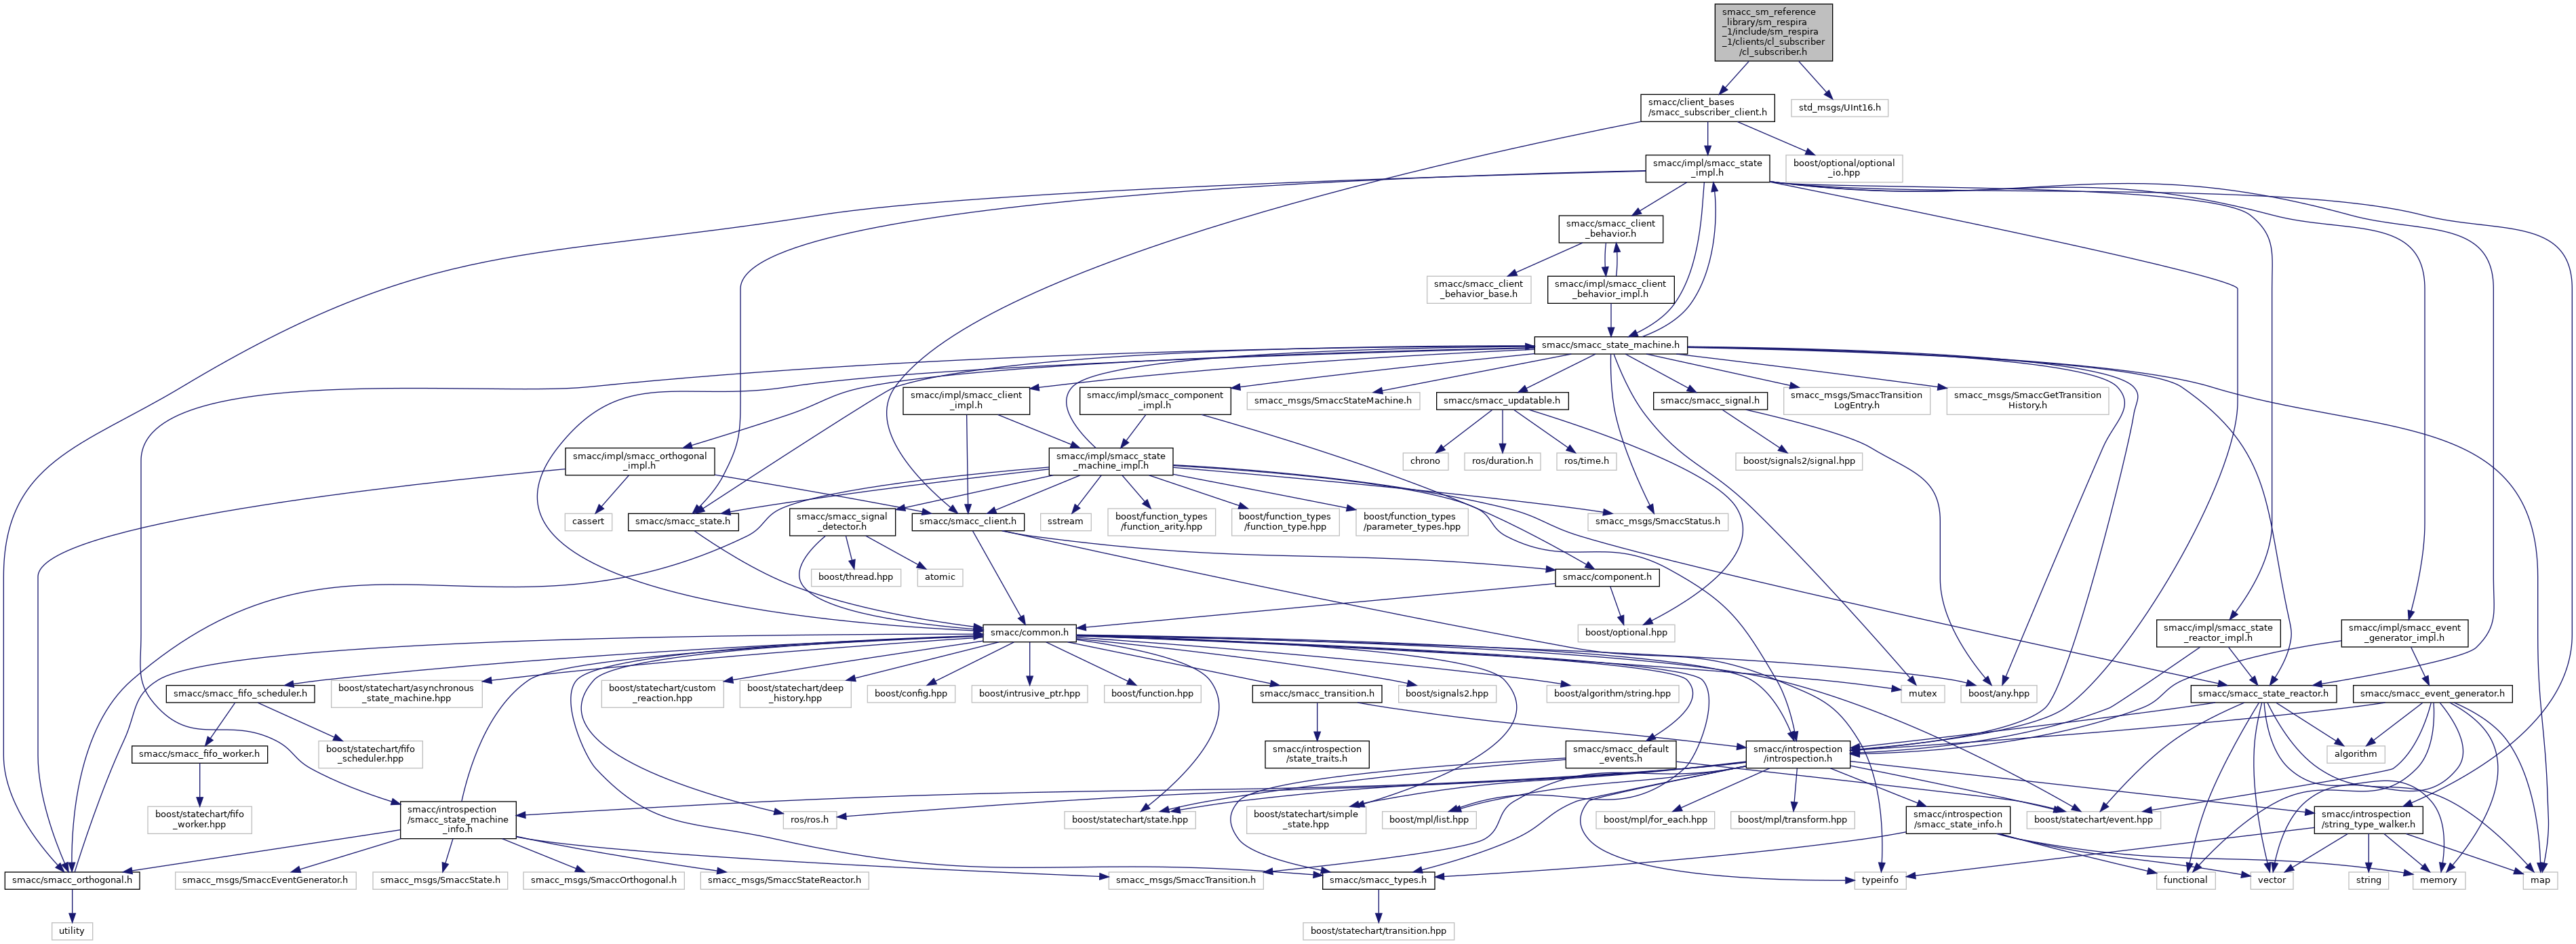 smacc_sm_reference
_library/sm_respira
_1/include/sm_respira
_1/clients/cl_subscriber
/cl_subscriber.h
smacc/client_bases
/smacc_subscriber_client.h
std_msgs/UInt16.h
smacc/impl/smacc_state
_impl.h
boost/optional/optional
_io.hpp
smacc/smacc_client
_behavior.h
smacc/smacc_client
_behavior_base.h
smacc/impl/smacc_client
_behavior_impl.h
smacc/smacc_state_machine.h
smacc/impl/smacc_client
_impl.h
smacc/impl/smacc_component
_impl.h
smacc_msgs/SmaccStateMachine.h
smacc/smacc_updatable.h
smacc/smacc_signal.h
smacc_msgs/SmaccTransition
LogEntry.h
smacc_msgs/SmaccGetTransition
History.h
smacc/impl/smacc_orthogonal
_impl.h
smacc/impl/smacc_state
_machine_impl.h
chrono
ros/duration.h
ros/time.h
boost/signals2/signal.hpp
cassert
smacc/smacc_state.h
smacc/smacc_signal
_detector.h
smacc/smacc_client.h
sstream
boost/function_types
/function_arity.hpp
boost/function_types
/function_type.hpp
boost/function_types
/parameter_types.hpp
smacc_msgs/SmaccStatus.h
boost/thread.hpp
atomic
smacc/component.h
smacc/common.h
boost/optional.hpp
smacc/impl/smacc_state
_reactor_impl.h
smacc/impl/smacc_event
_generator_impl.h
smacc/smacc_fifo_scheduler.h
boost/statechart/asynchronous
_state_machine.hpp
boost/statechart/custom
_reaction.hpp
boost/statechart/deep
_history.hpp
boost/config.hpp
boost/intrusive_ptr.hpp
boost/function.hpp
smacc/smacc_transition.h
boost/signals2.hpp
boost/algorithm/string.hpp
mutex
boost/any.hpp
smacc/smacc_state_reactor.h
smacc/smacc_event_generator.h
smacc/smacc_fifo_worker.h
boost/statechart/fifo
_scheduler.hpp
smacc/introspection
/state_traits.h
smacc/smacc_default
_events.h
smacc/introspection
/introspection.h
algorithm
boost/statechart/fifo
_worker.hpp
smacc/introspection
/smacc_state_machine
_info.h
ros/ros.h
boost/statechart/state.hpp
boost/statechart/simple
_state.hpp
boost/mpl/list.hpp
boost/mpl/for_each.hpp
boost/mpl/transform.hpp
smacc/introspection
/smacc_state_info.h
boost/statechart/event.hpp
smacc/introspection
/string_type_walker.h
smacc/smacc_orthogonal.h
smacc_msgs/SmaccEventGenerator.h
smacc_msgs/SmaccState.h
smacc_msgs/SmaccOrthogonal.h
smacc_msgs/SmaccStateReactor.h
smacc_msgs/SmaccTransition.h
smacc/smacc_types.h
typeinfo
functional
vector
string
memory
map
utility
boost/statechart/transition.hpp